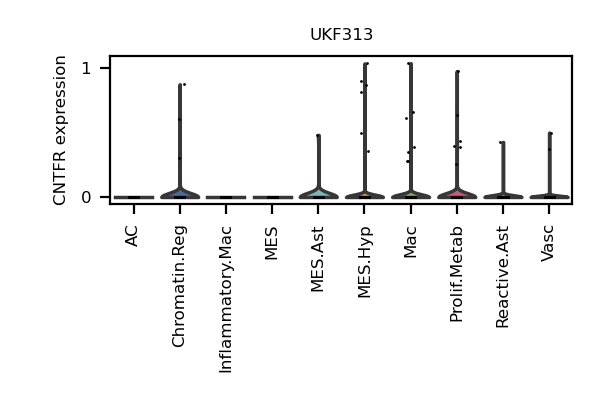 UKF313
CNTFR expression
1
0
AC
Chromatin.Reg
Inflammatory.Mac
MES
MES.Ast
MES.Hyp
Mac
Prolif.Metab
Reactive.Ast
Vasc